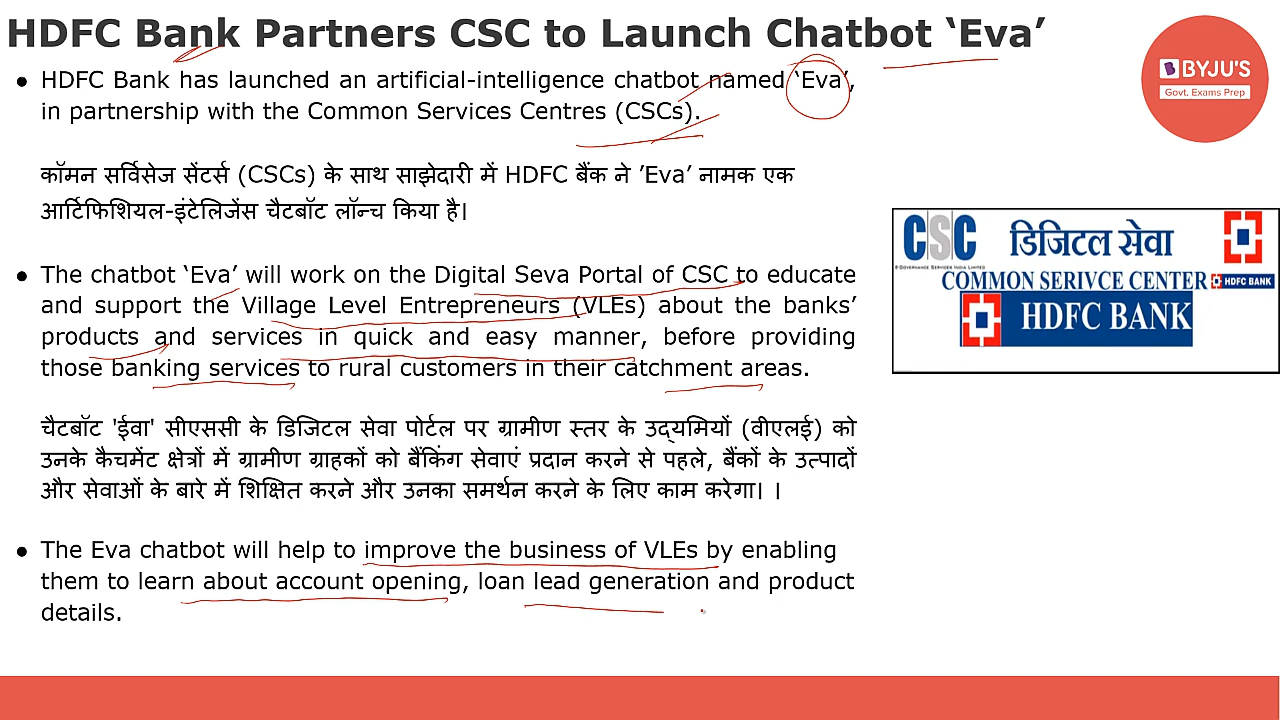 HDFC Bank Partners CSC to Launch Chatbot ‘Eva’
BYJU'S
Govt. Exams Prep
● HDFC Bank has launched an artificial-intelligence chatbot named ‘Eva’,
in partnership with the Common Services Centres (CSCs).
कॉमन सर्विसेज सेंटर्स (CSCs) के साथ साझेदारी में HDFC बैंक ने ’Eva’ नामक एक
आर्टिफिशियल-इंटेलिजेंस चैटबॉट लॉन्च किया है।
● The chatbot ‘Eva’ will work on the Digital Seva Portal of CSC to educate
and support the Village Level Entrepreneurs (VLEs) about the banks’
products and services in quick and easy manner, before providing
those banking services to rural customers in their catchment areas.
चैटबॉट 'ईवा' सीएससी के डिजिटल सेवा पोर्टल पर ग्रामीण स्तर के उद्यमियों (वीएलई) को
उनके कैचमेंट क्षेत्रों में ग्रामीण ग्राहकों को बैंकिंग सेवाएं प्रदान करने से पहले, बैंकों के उत्पादों
और सेवाओं के बारे में शिक्षित करने और उनका समर्थन करने के लिए काम करेगा। ।
● The Eva chatbot will help to improve the business of VLEs by enabling
them to learn about account opening, loan lead generation and product
details.
CSC डिजिटल सेवा
E-GOVERNANCE SERVICES INDIA LIMITED
COMMON SERIVCE CENTER HDFC BANK
HDFC BANK